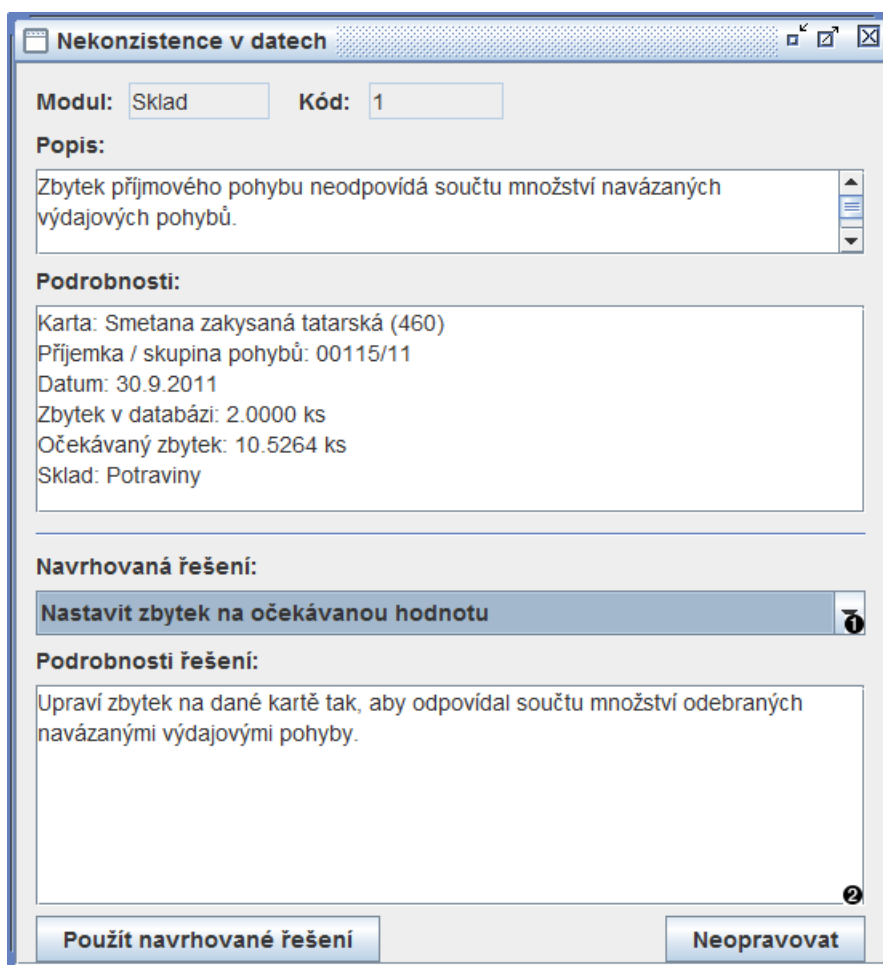 Nekonzistence v datech
Modul: Sklad Kód: 1
Popis:
Zbytek příjmového pohybu neodpovídá součtu množství navázaných
výdajových pohybů.
Podrobnosti:
Karta: Smetana zakysaná tatarská (460)
Příjemka / skupina pohybů: 00115/11
Datum: 30.9.2011
Zbytek v databázi: 2.0000 ks
Očekávaný zbytek: 10.5264 ks
Sklad: Potraviny
Navrhovaná řešení:
Nastavit zbytek na očekávanou hodnotu
❶
Podrobnosti řešení:
Upraví zbytek na dané kartě tak, aby odpovídal součtu množství odebraných
navázanými výdajovými pohyby.
❷
Použít navrhované řešení Neopravovat